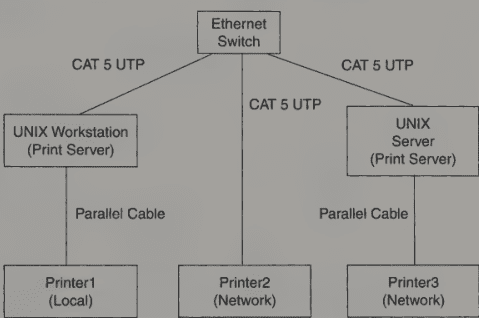 Ethernet
Switch
CAT 5 UTP
CAT 5 UTP
CAT 5 UTP
UNIX Workstation
(Print Server)
UNIX
Server
(Print Server)
Parallel Cable
Parallel Cable
Printer1
(Local)
Printer2
(Network)
Printer3
(Network)